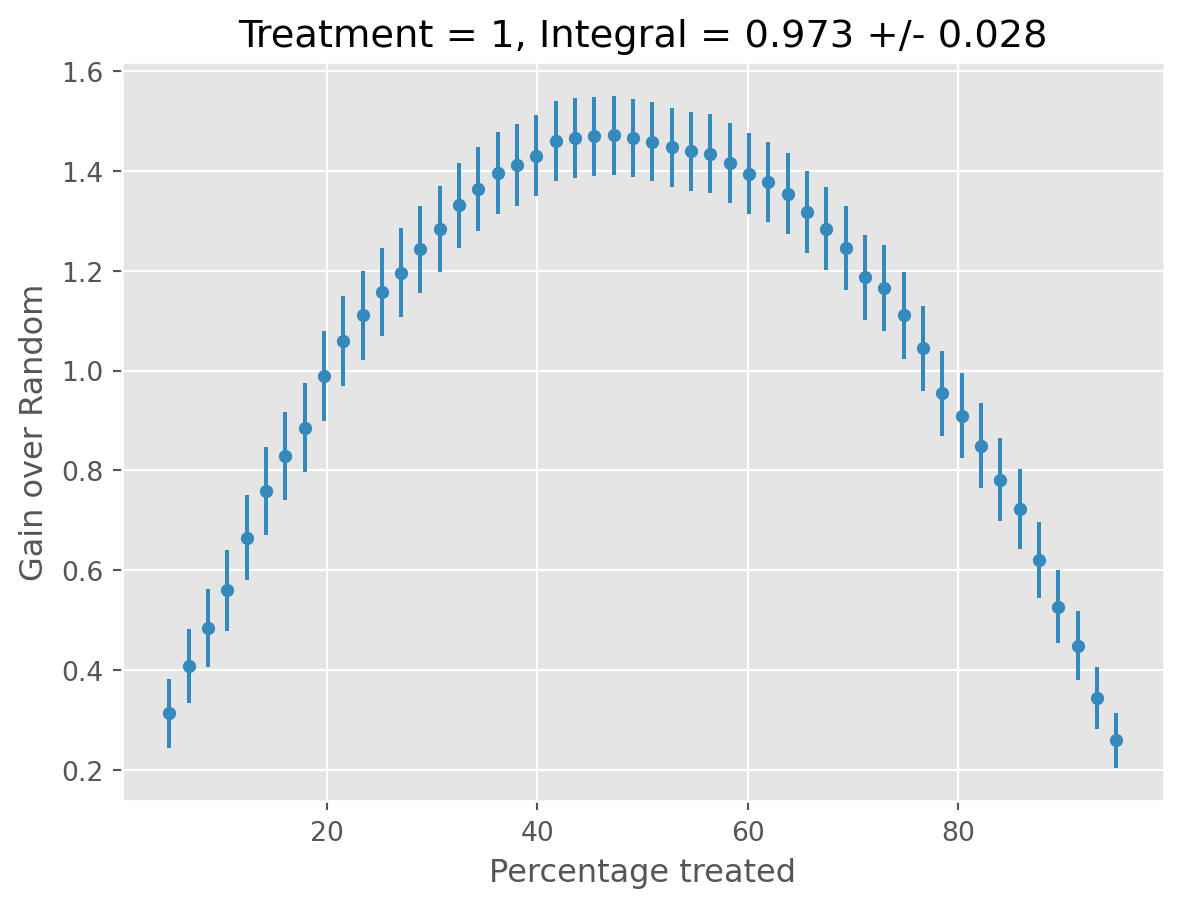 Treatment = 1, Integral = 0.973 +/- 0.028
1.6
1.4
1.2
1.0
0.8
0.6
0.4
0.2
Gain over Random
20 40 60 80
Percentage treated